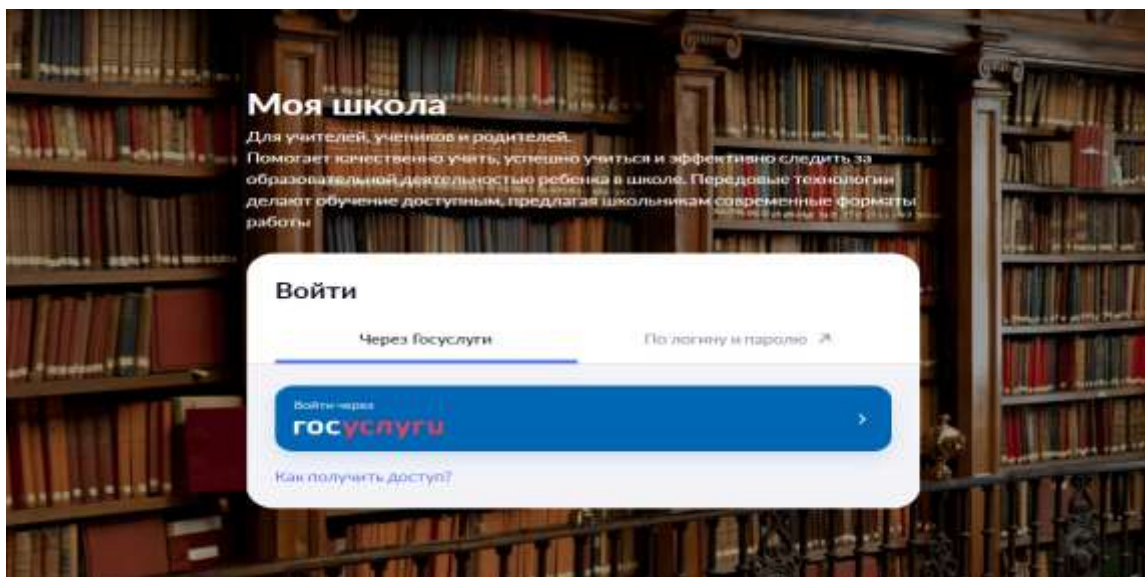 Моя школа
Для учителей, учеников и родителей.
Помогает качественно учить, успешно учиться и эффективно следить за
образовательной деятельностью ребенка в школе. Передовые технологии
делают обучение доступным, предлагая школьникам современные форматы
работы
Войти
Через Госуслуги
По логину и паролю
Войти через
госуслуги
Как получить доступ?